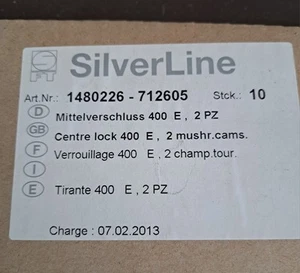 SilverLine
Art.Nr.: 1480226 - 712605 Stck.: 10
D Mittelverschluss 400 E , 2 PZ
GB Centre lock 400 E , 2 mushr.cams.
F Verrouillage 400 E , 2 champ.tour.
I
E Tirante 400 E , 2 PZ
Charge : 07.02.2013